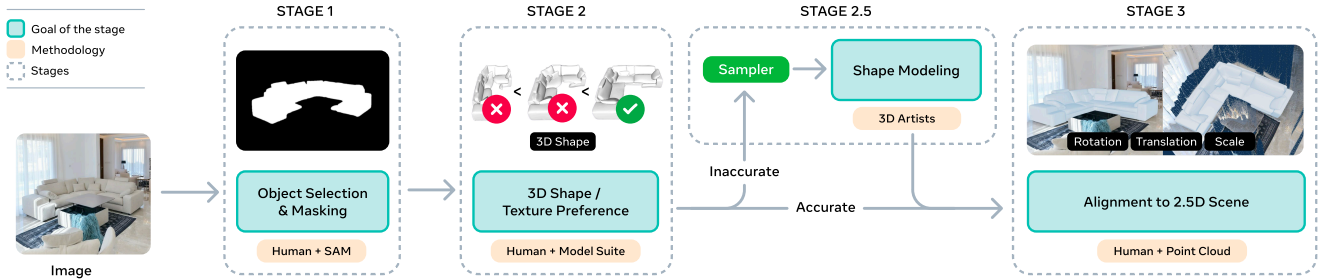 Goal of the stage
Methodology
Stages
Image
STAGE 1
Object Selection
& Masking
Human + SAM
STAGE 2
<
<
3D Shape
3D Shape /
Texture Preference
Human + Model Suite
Inaccurate
Accurate
STAGE 2.5
Sampler
Shape Modeling
3D Artists
STAGE 3
Rotation
Translation
Scale
Alignment to 2.5D Scene
Human + Point Cloud